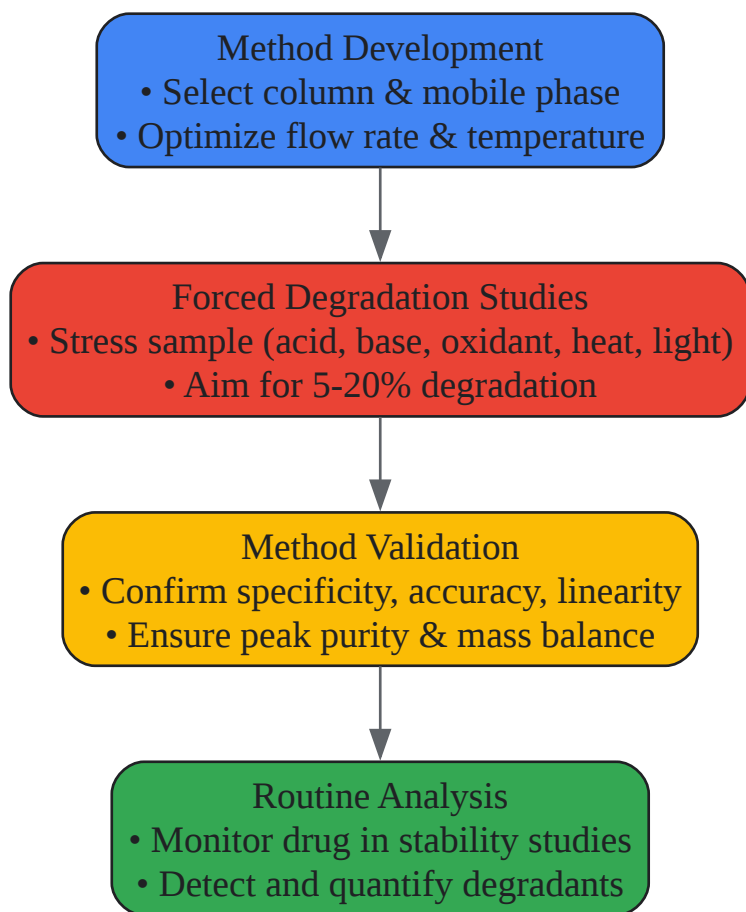 Method Development
• Select column & mobile phase
• Optimize flow rate & temperature
Forced Degradation Studies
• Stress sample (acid, base, oxidant, heat, light)
• Aim for 5-20% degradation
Method Validation
• Confirm specificity, accuracy, linearity
• Ensure peak purity & mass balance
Routine Analysis
• Monitor drug in stability studies
• Detect and quantify degradants